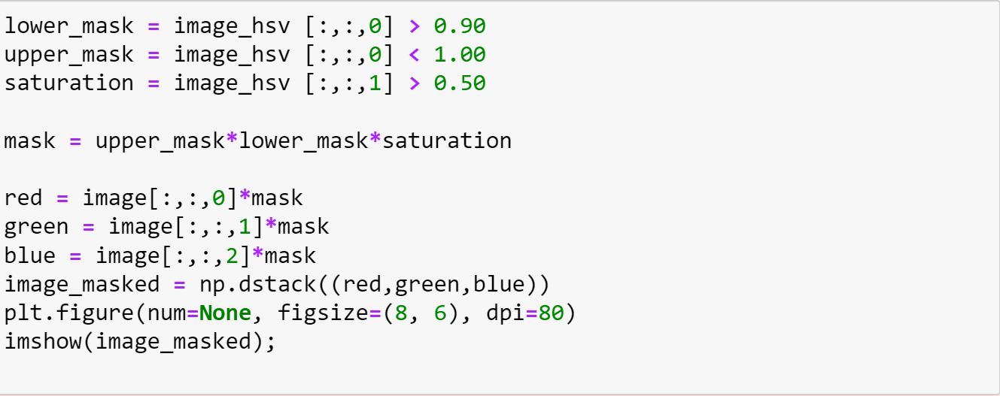 lower_mask = image_hsv [:,:,0] > 0.90
upper_mask = image_hsv [:,:,0] < 1.00
saturation = image_hsv [:,:,1] > 0.50
mask = upper_mask*lower_mask*saturation
red = image[:,:,0]*mask
green = image[:,:,1]*mask
blue = image[:,:,2]*mask
image_masked = np.dstack((red,green,blue))
plt.figure(num=None, figsize=(8, 6), dpi=80)
imshow(image_masked);